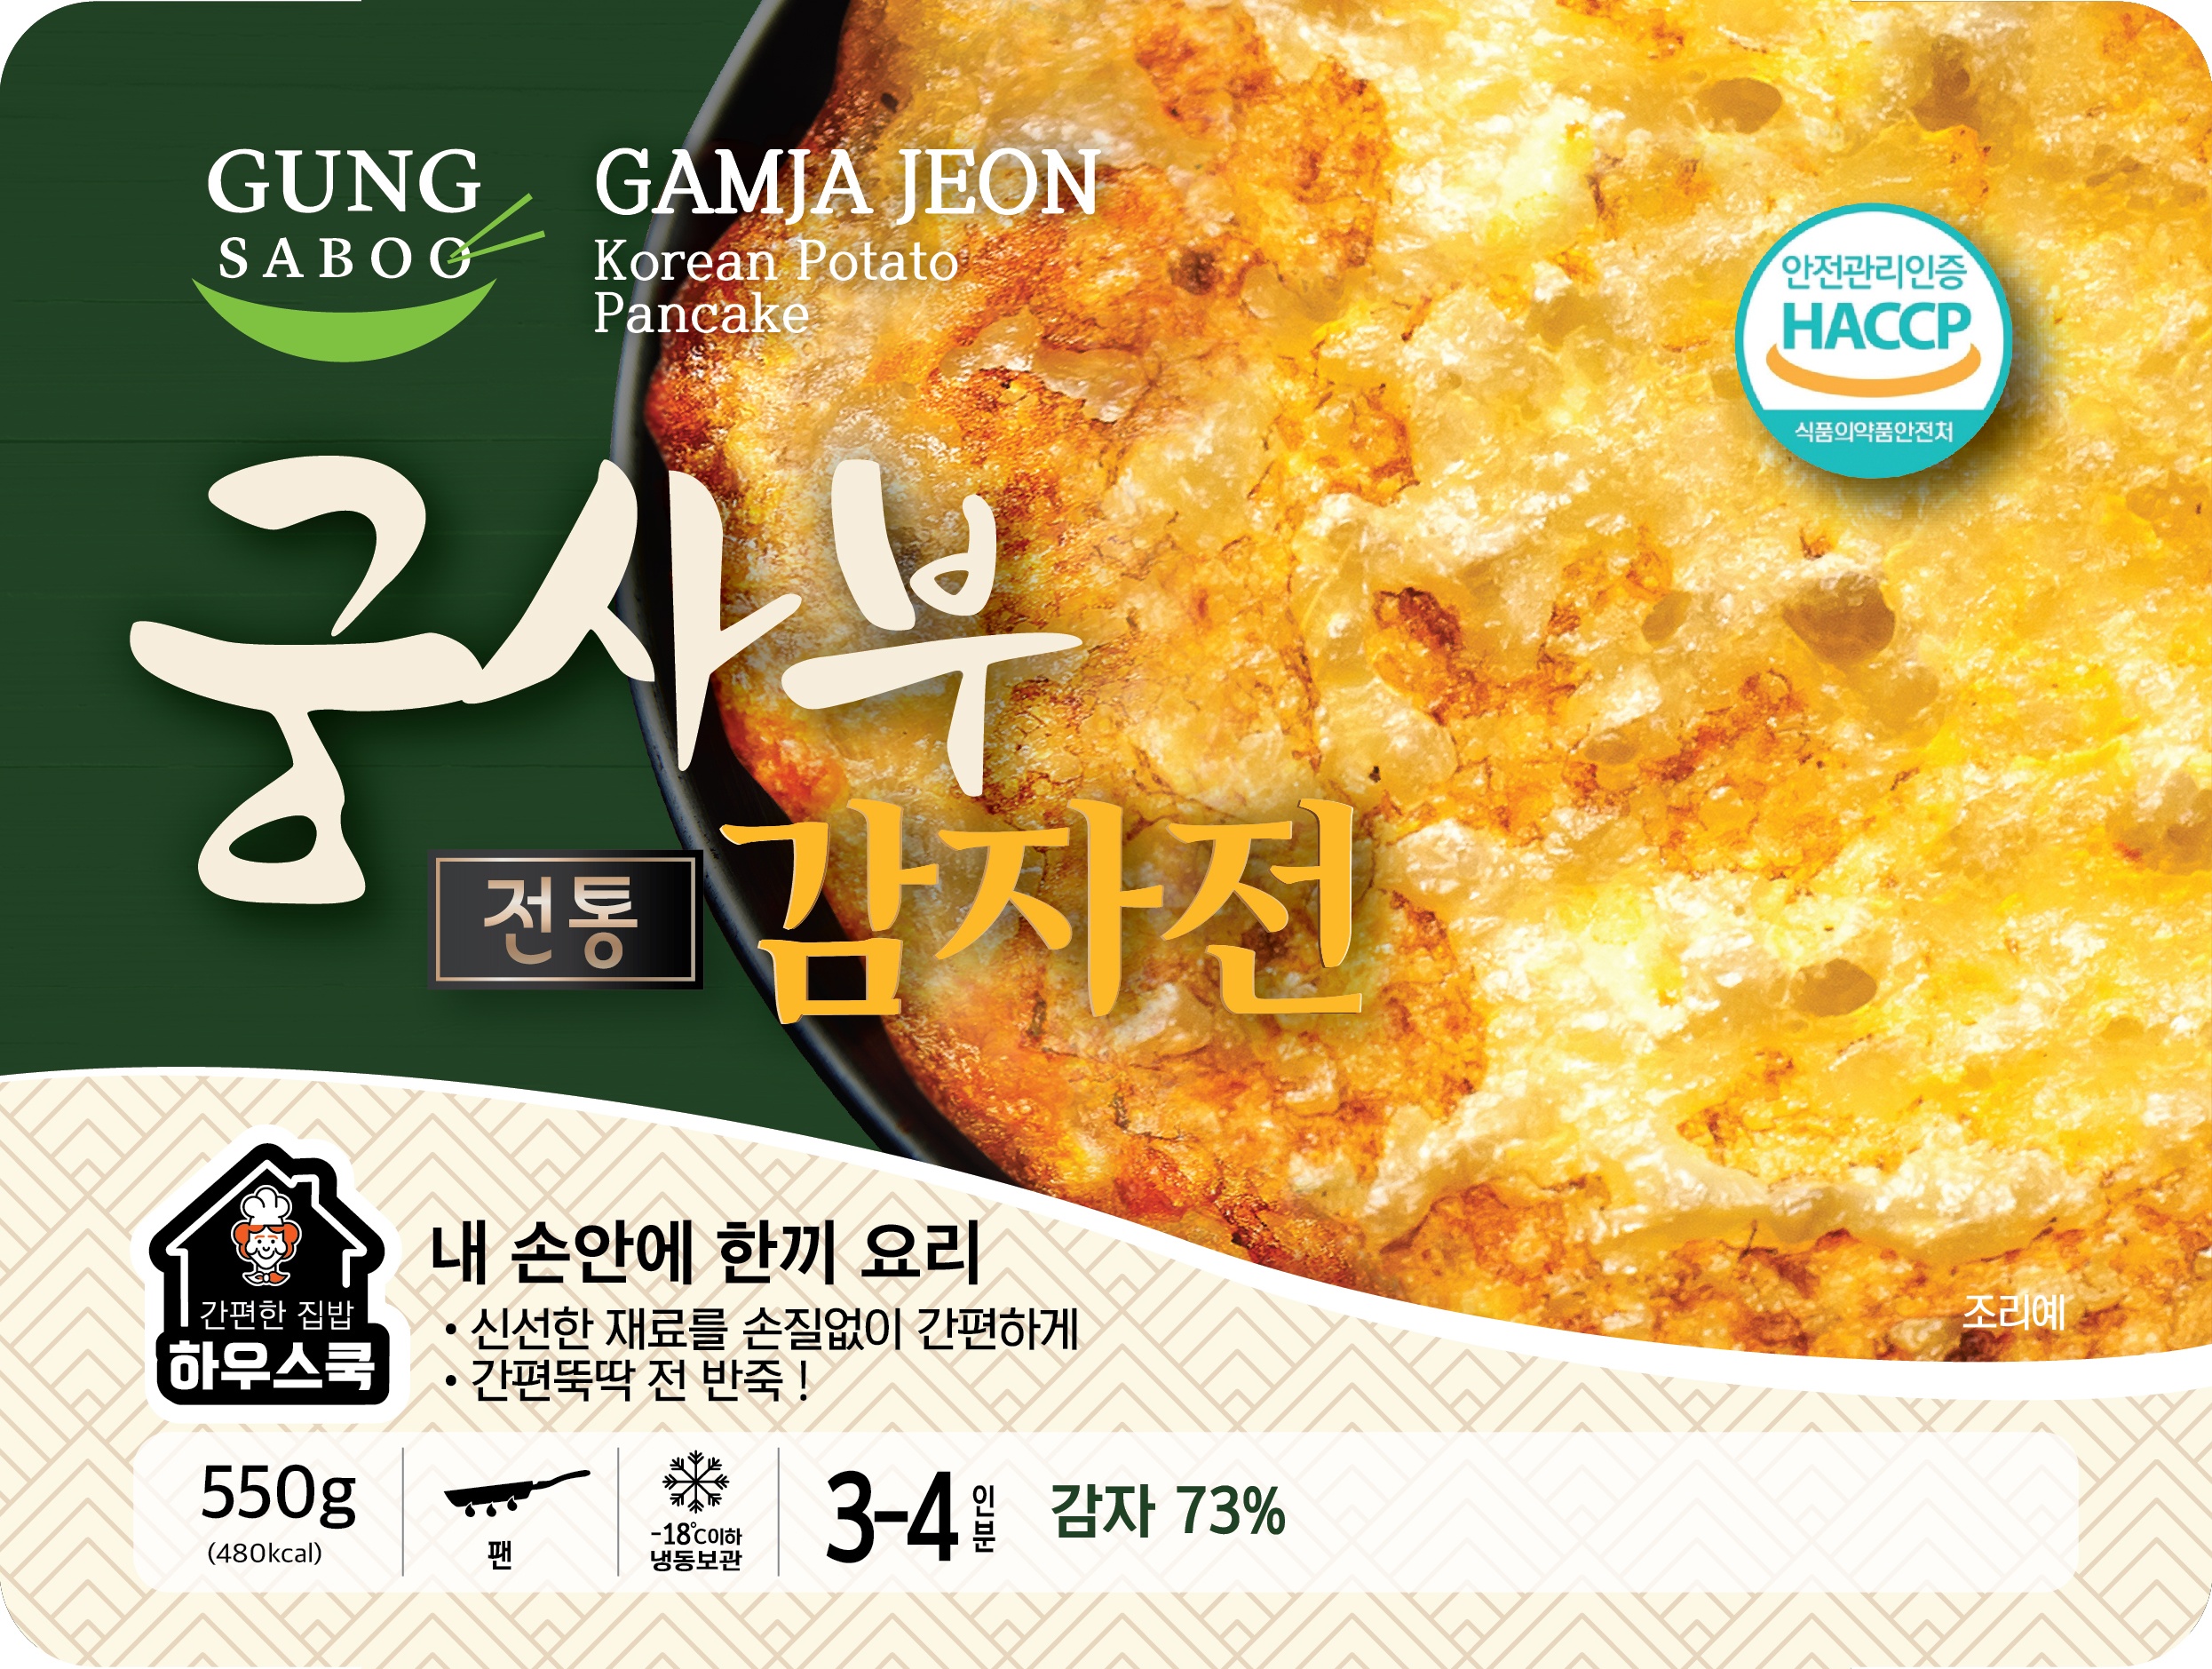 GUNG
SABOO
GAMJA JEON
Korean Potato
Pancake
안전관리인증
HACCP
식품의약품안전처
궁사부
전통
감자전
간편한 집밥
하우스쿡
내 손안에 한끼 요리
• 신선한 재료를 손질없이 간편하게
• 간편뚝딱 전 반죽 !
조리예
550g
(480kcal)
팬
-18℃이하
냉동보관
3-4 인분
감자 73%